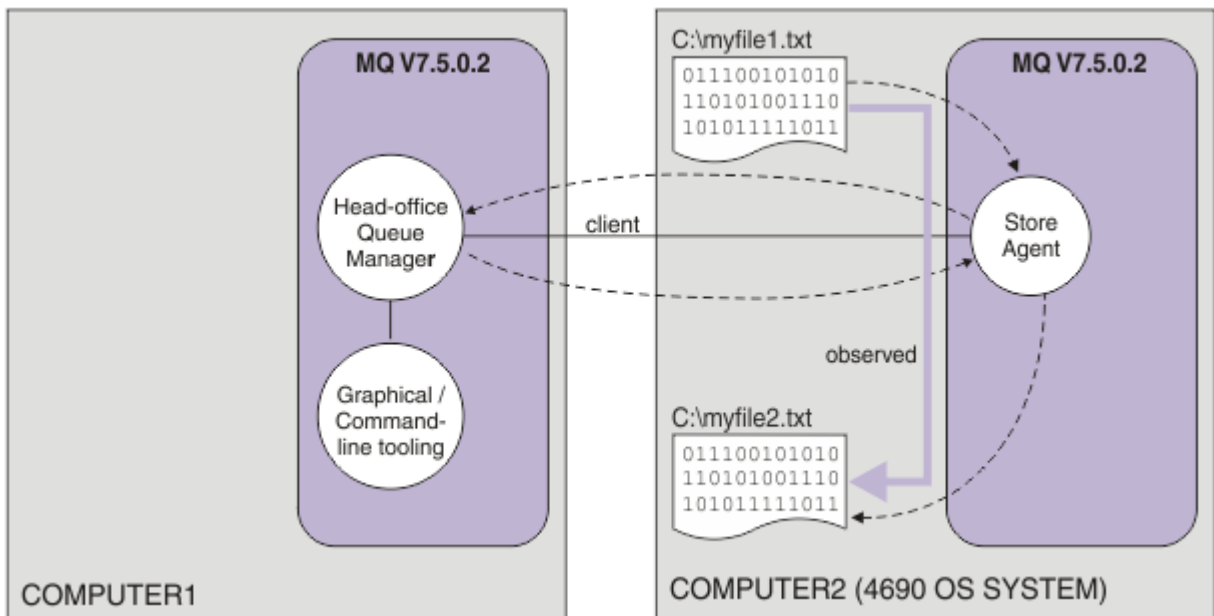 MQ V7.5.0.2
Head-office
Queue
Manager
Graphical /
Command-
line tooling
COMPUTER1
client
C:\myfile1.txt
011100101010
110101001110
101011111011
observed
C:\myfile2.txt
011100101010
110101001110
101011111011
MQ V7.5.0.2
Store
Agent
COMPUTER2 (4690 OS SYSTEM)